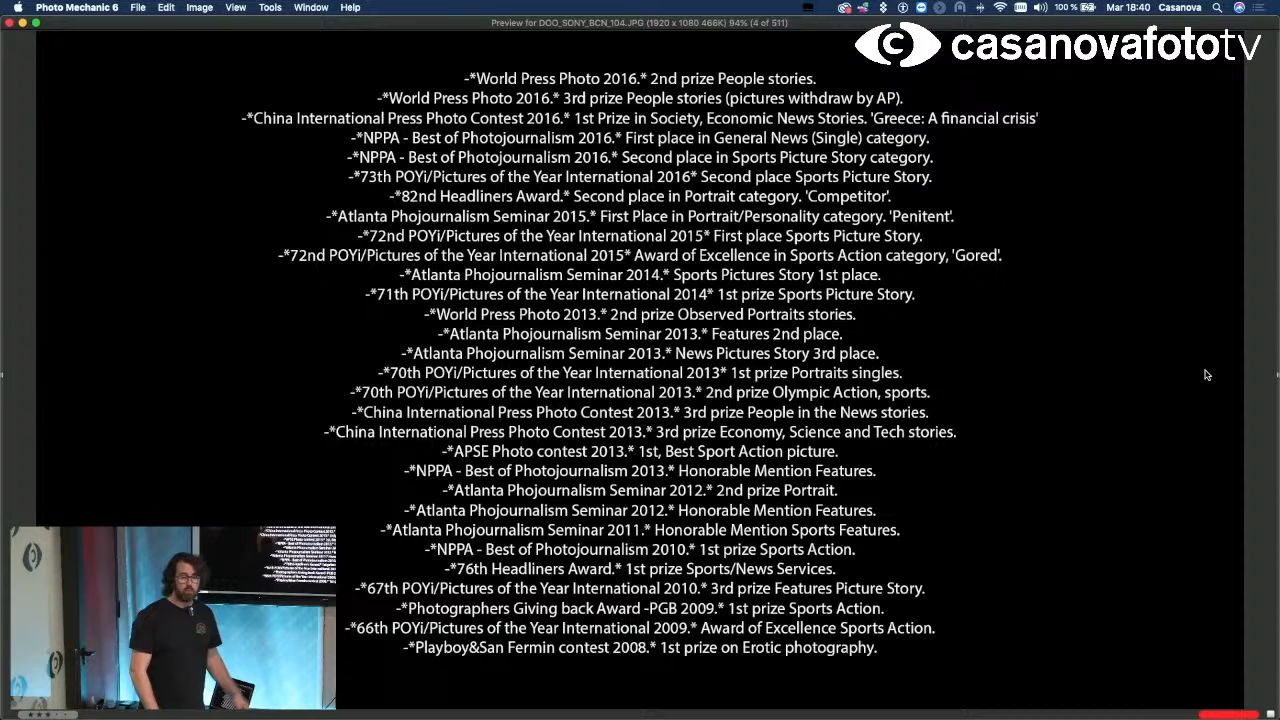 Photo Mechanic 6 File Edit Image View Tools Window Help 100 % Mar 18:40 Casanova
Preview for DOO_SONY_BCN_104.JPG (1920 x 1080 466K) 94% (4 of 511)
casanovafototv
-*World Press Photo 2016.* 2nd prize People stories.
-*World Press Photo 2016.* 3rd prize People stories (pictures withdraw by AP).
-*China International Press Photo Contest 2016.* 1st Prize in Society, Economic News Stories. 'Greece: A financial crisis'
-*NPPA - Best of Photojournalism 2016.* First place in General News (Single) category.
-*NPPA - Best of Photojournalism 2016.* Second place in Sports Picture Story category.
-*73th POYi/Pictures of the Year International 2016* Second place Sports Picture Story.
-*82nd Headliners Award.* Second place in Portrait category. 'Competitor'.
-*Atlanta Phojournalism Seminar 2015.* First Place in Portrait/Personality category. 'Penitent'.
-*72nd POYi/Pictures of the Year International 2015* First place Sports Picture Story.
-*72nd POYi/Pictures of the Year International 2015* Award of Excellence in Sports Action category, 'Gored'.
-*Atlanta Phojournalism Seminar 2014.* Sports Pictures Story 1st place.
-*71th POYi/Pictures of the Year International 2014* 1st prize Sports Picture Story.
-*World Press Photo 2013.* 2nd prize Observed Portraits stories.
-*Atlanta Phojournalism Seminar 2013.* Features 2nd place.
-*Atlanta Phojournalism Seminar 2013.* News Pictures Story 3rd place.
-*70th POYi/Pictures of the Year International 2013* 1st prize Portraits singles.
-*70th POYi/Pictures of the Year International 2013.* 2nd prize Olympic Action, sports.
-*China International Press Photo Contest 2013.* 3rd prize People in the News stories.
-*China International Press Photo Contest 2013.* 3rd prize Economy, Science and Tech stories.
-*APSE Photo contest 2013.* 1st, Best Sport Action picture.
-*NPPA - Best of Photojournalism 2013.* Honorable Mention Features.
-*Atlanta Phojournalism Seminar 2012.* 2nd prize Portrait.
-*Atlanta Phojournalism Seminar 2012.* Honorable Mention Features.
-*Atlanta Phojournalism Seminar 2011.* Honorable Mention Sports Features.
-*NPPA - Best of Photojournalism 2010.* 1st prize Sports Action.
-*76th Headliners Award.* 1st prize Sports/News Services.
-*67th POYi/Pictures of the Year International 2010.* 3rd prize Features Picture Story.
-*Photographers Giving back Award -PGB 2009.* 1st prize Sports Action.
-*66th POYi/Pictures of the Year International 2009.* Award of Excellence Sports Action.
-*Playboy&San Fermin contest 2008.* 1st prize on Erotic photography.